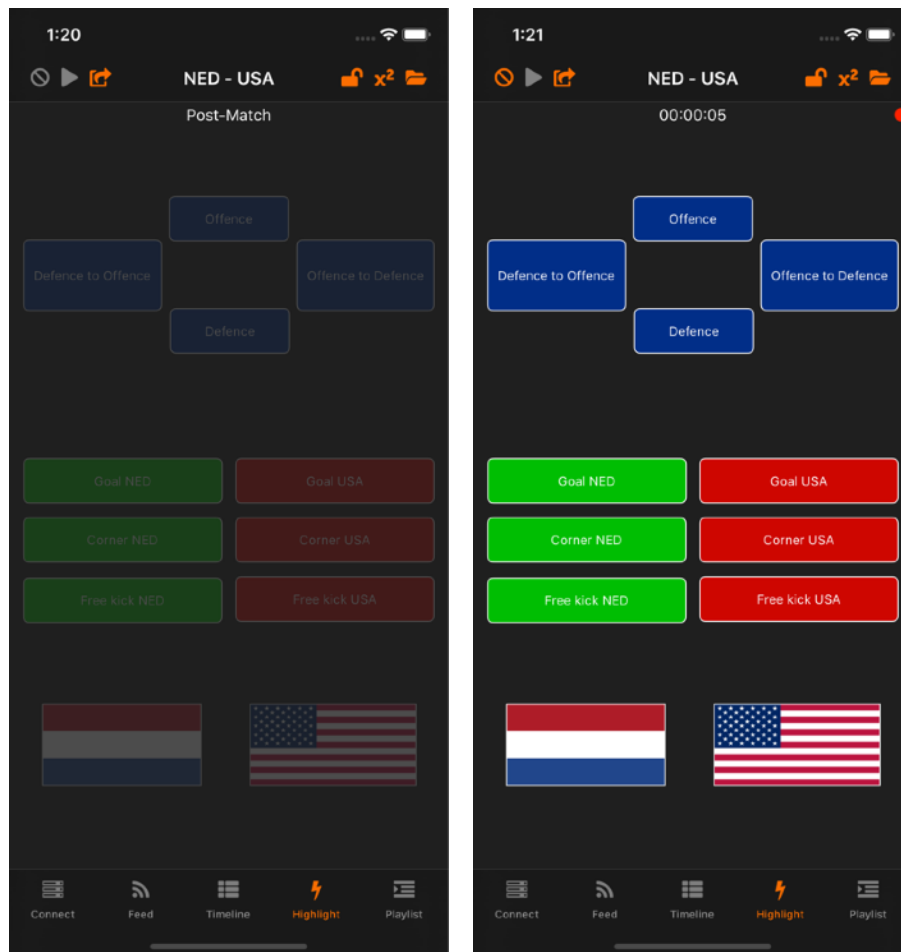 1:20
NED - USA
x²
Post-Match
Offence
Defence to Offence
Offence to Defence
Defence
Goal NED
Goal USA
Corner NED
Corner USA
Free kick NED
Free kick USA
Connect
Feed
Timeline
Highlight
Playlist
1:21
NED - USA
x²
00:00:05
Offence
Defence to Offence
Offence to Defence
Defence
Goal NED
Goal USA
Corner NED
Corner USA
Free kick NED
Free kick USA
Connect
Feed
Timeline
Highlight
Playlist